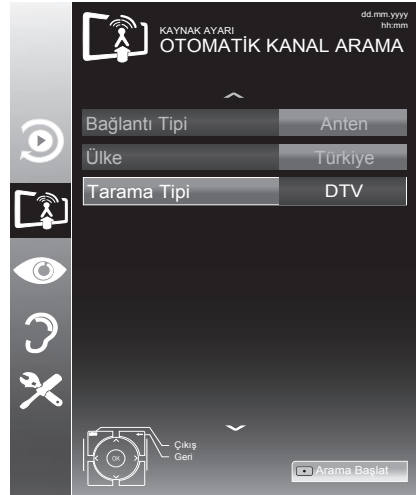 dd.mm.yyyy
hh:mm
KAYNAK AYARI
OTOMATİK KANAL ARAMA
Bağlantı Tipi Anten
Ülke Türkiye
Tarama Tipi DTV
Çıkış
Geri
OK
Arama Başlat